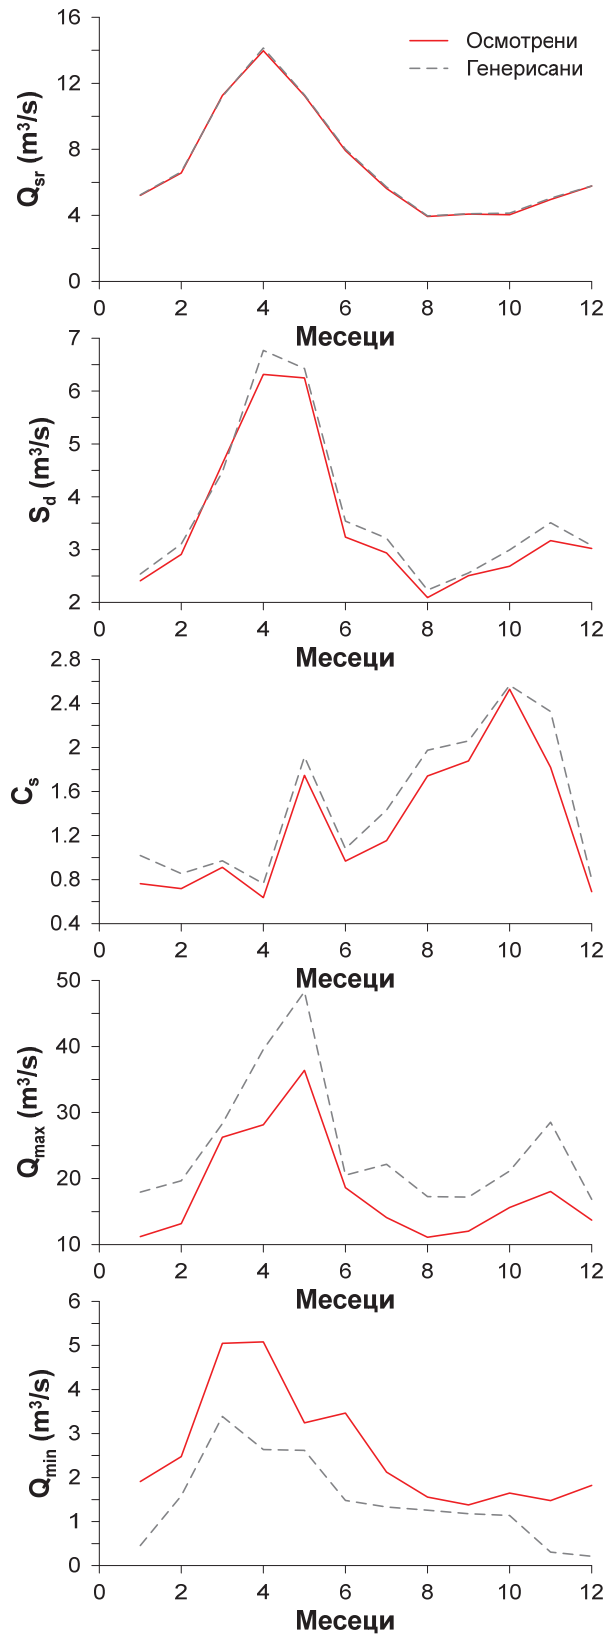 16
12
8
4
0
Q_sr (m³/s)
Осмотрени
Генерисани
0 2 4 6 8 10 12
Месеци
7
6
5
4
3
2
S_d (m³/s)
0 2 4 6 8 10 12
Месеци
2.8
2.4
2
1.6
1.2
0.8
0.4
C_s
0 2 4 6 8 10 12
Месеци
50
40
30
20
10
Q_max (m³/s)
0 2 4 6 8 10 12
Месеци
6
5
4
3
2
1
0
Q_min (m³/s)
0 2 4 6 8 10 12
Месеци